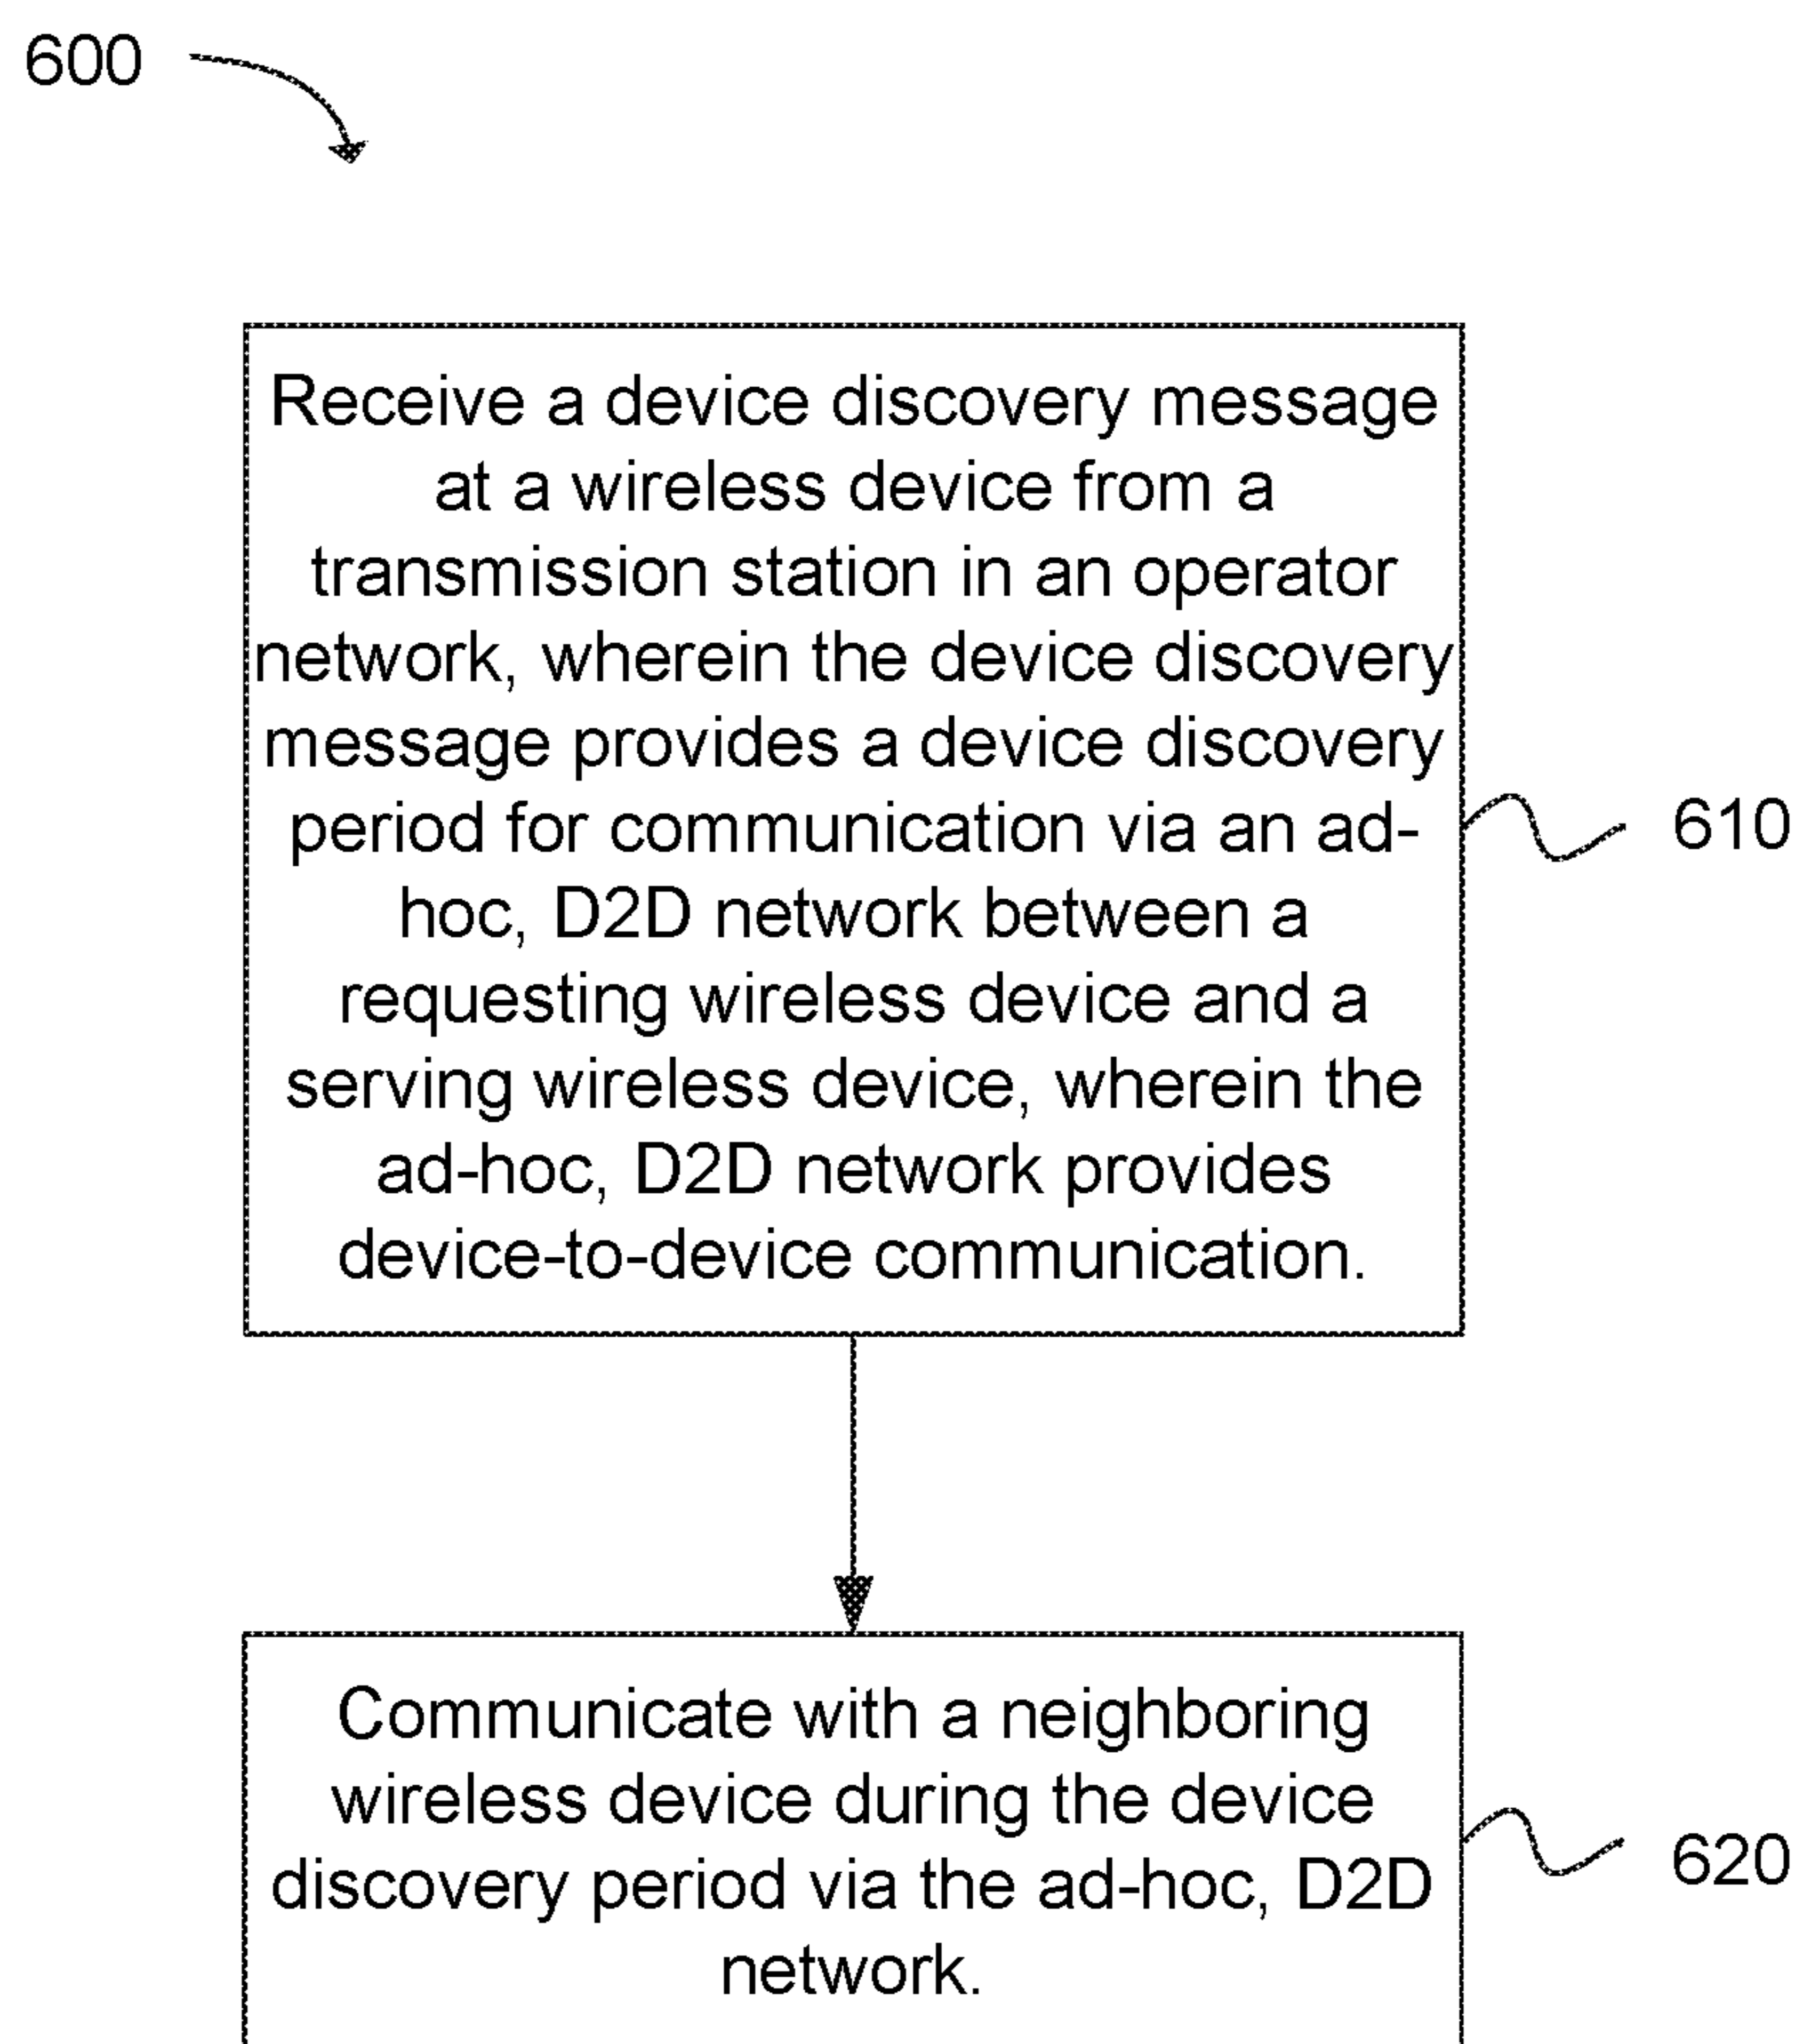 600
Receive a device discovery message
at a wireless device from a
transmission station in an operator
network, wherein the device discovery
message provides a device discovery
period for communication via an ad-
hoc, D2D network between a
requesting wireless device and a
serving wireless device, wherein the
ad-hoc, D2D network provides
device-to-device communication.
610
Communicate with a neighboring
wireless device during the device
discovery period via the ad-hoc, D2D
network.
620